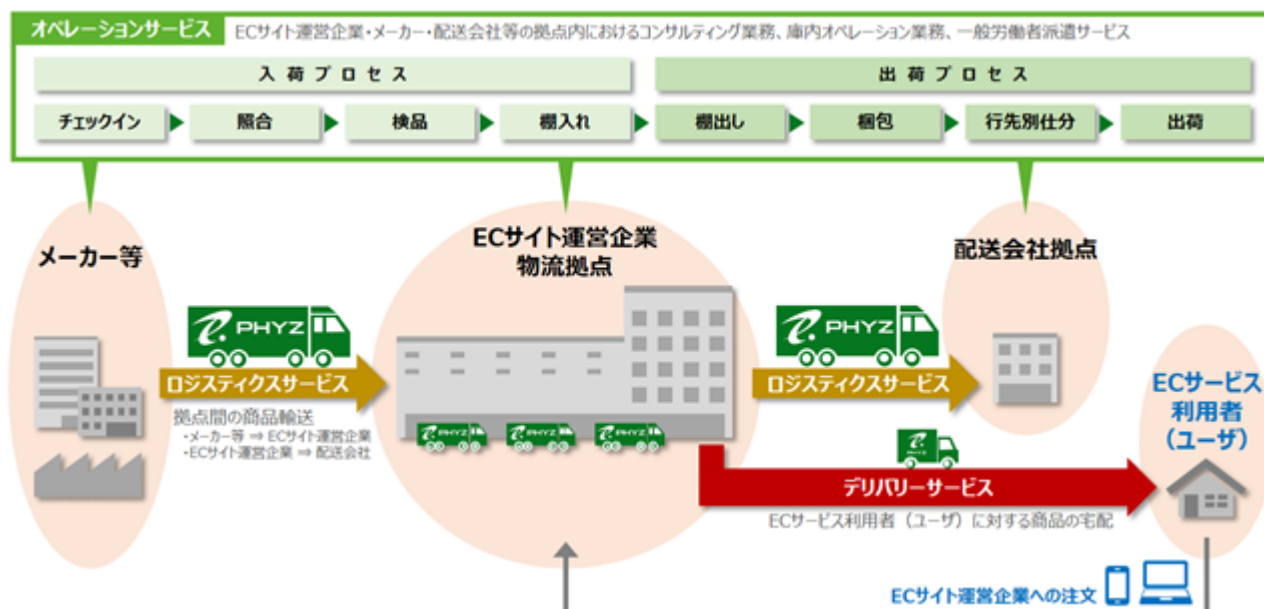 オペレーションサービス
ECサイト運営企業・メーカー・配送会社等の拠点内におけるコンサルティング業務、庫内オペレーション業務、一般労働者派遣サービス
入荷プロセス
出荷プロセス
チェックイン
照合
検品
棚入れ
棚出し
梱包
行先別仕分
出荷
メーカー等
ECサイト運営企業
物流拠点
配送会社拠点
PHYZ
PHYZ
ロジスティクスサービス
ロジスティクスサービス
拠点間の商品輸送
・メーカー等 ⇒ ECサイト運営企業
・ECサイト運営企業 ⇒ 配送会社
PHYZ
PHYZ
PHYZ
ECサービス
利用者
（ユーザ）
PHYZ
デリバリーサービス
ECサービス利用者（ユーザ）に対する商品の宅配
ECサイト運営企業への注文